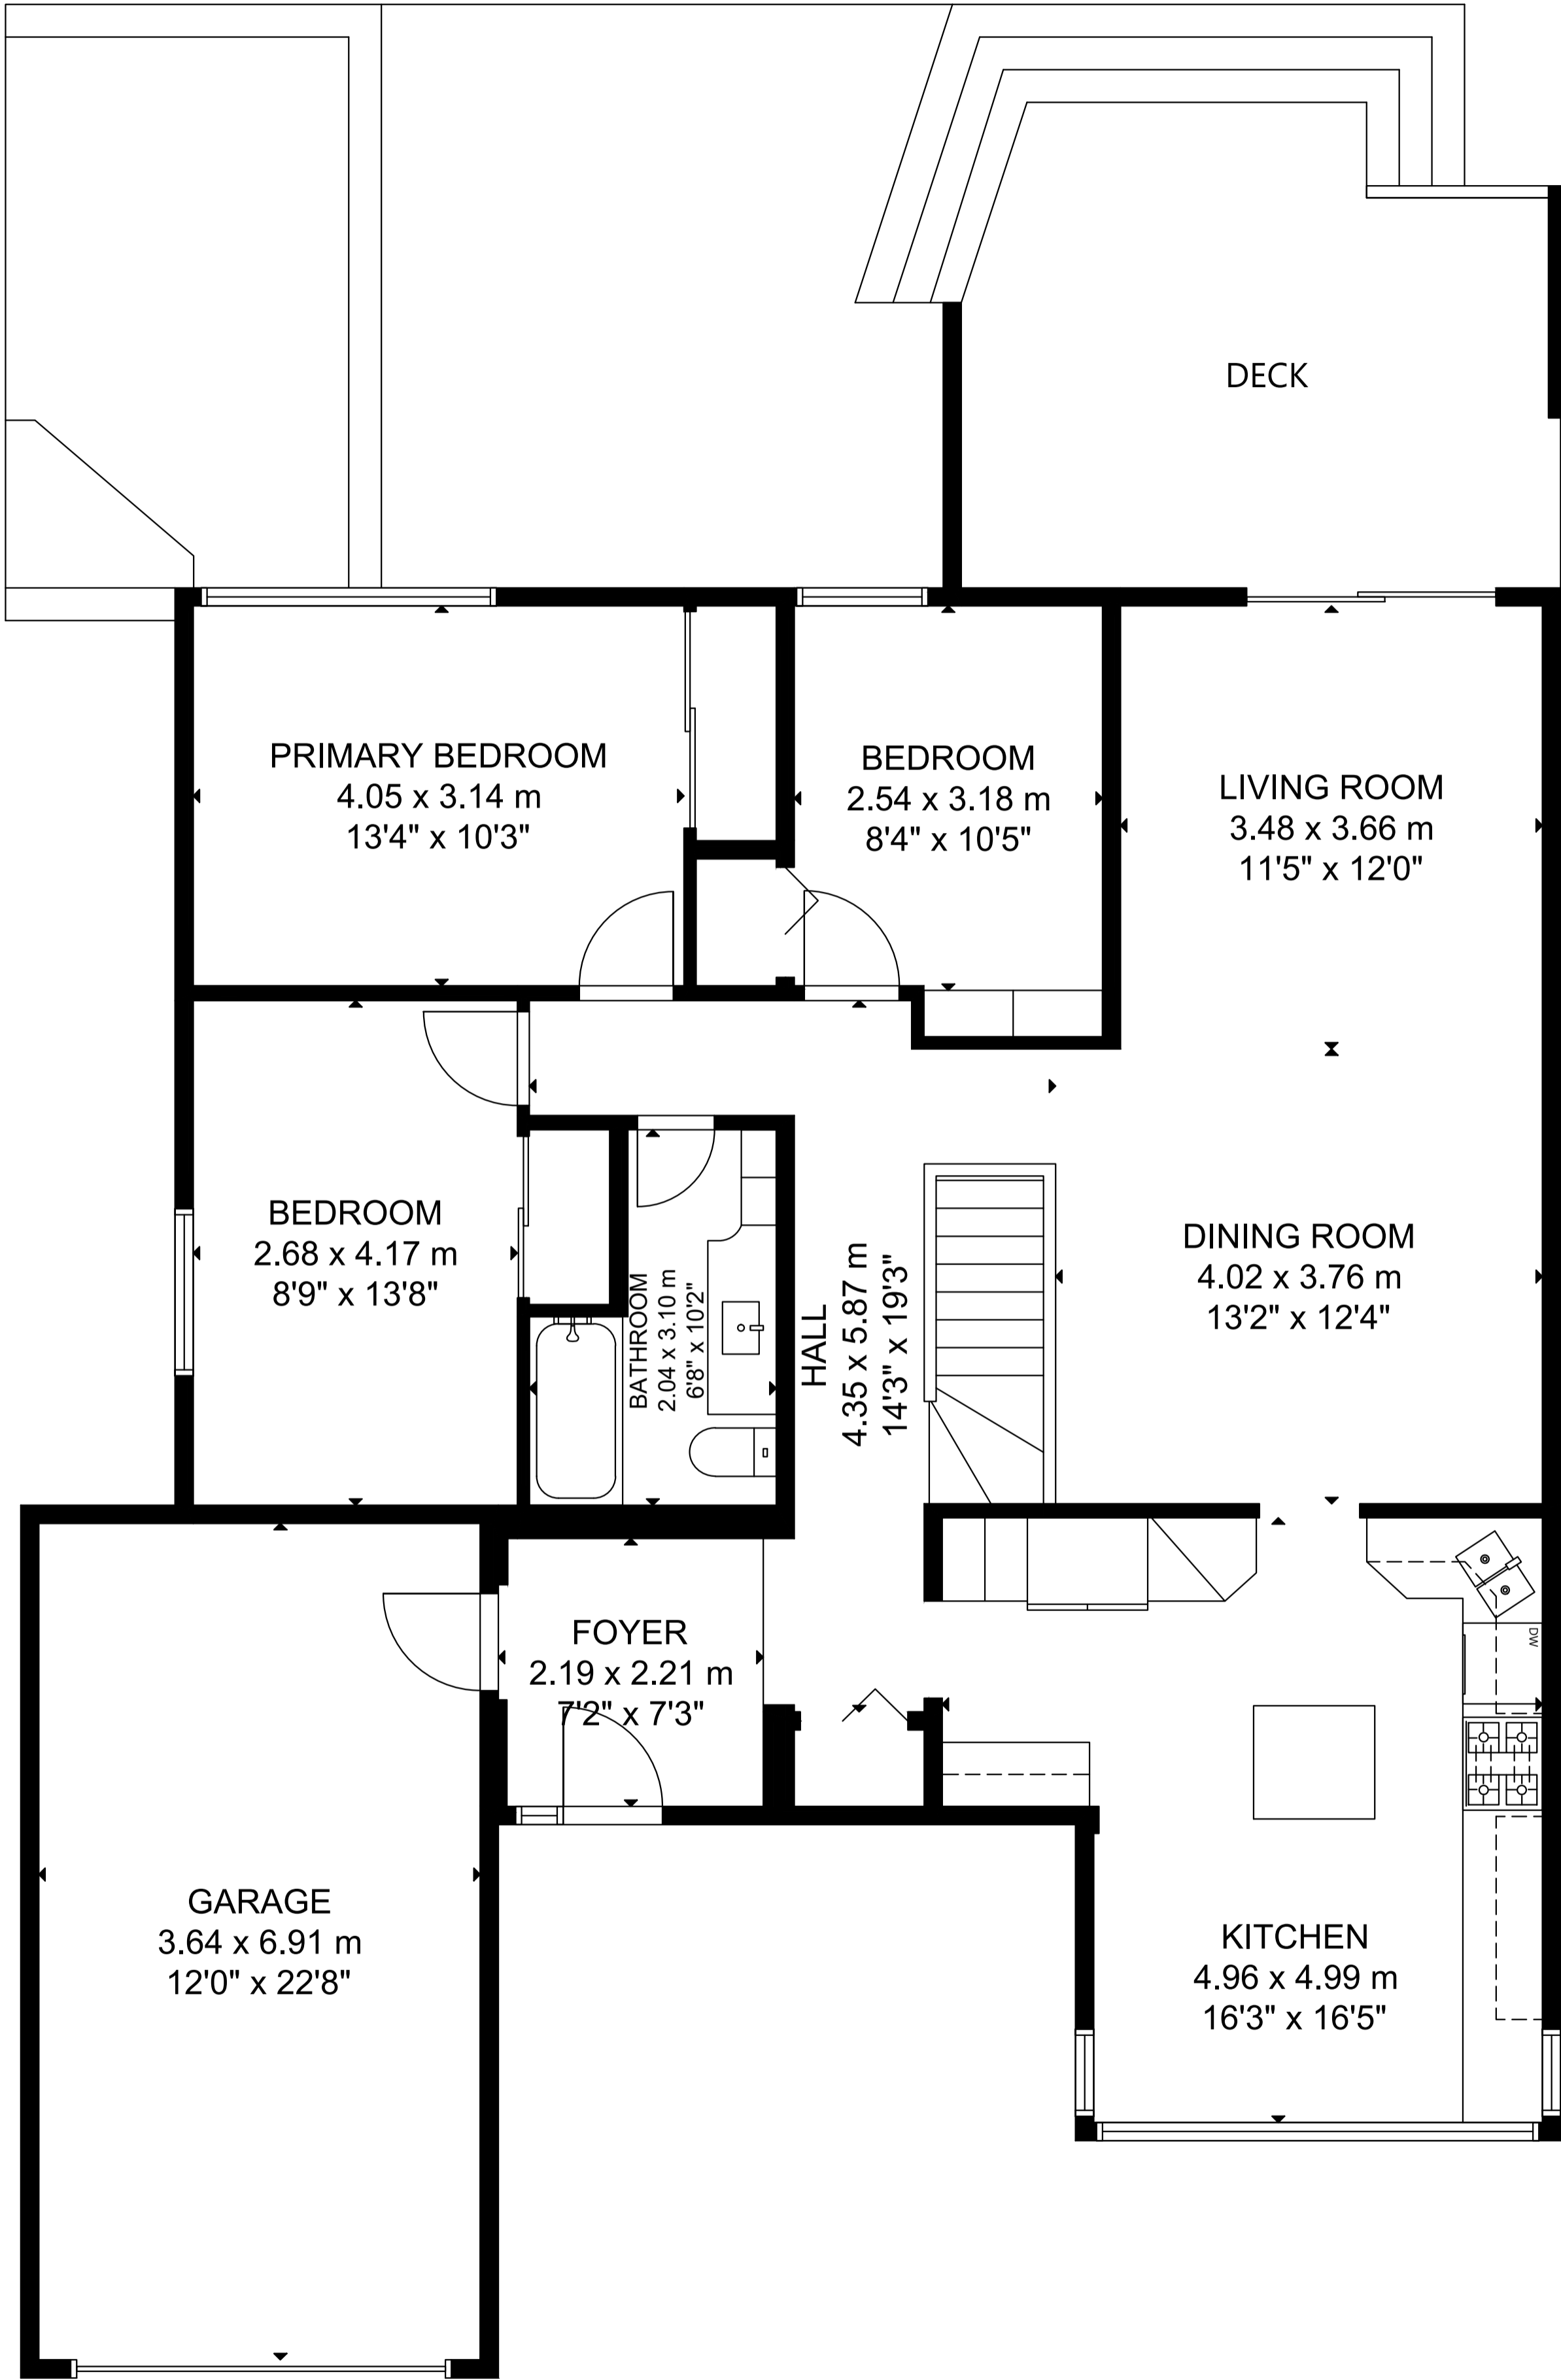 DECK
PRIMARY BEDROOM
4.05 x 3.14 m
13'4" x 10'3"
BEDROOM
2.54 x 3.18 m
8'4" x 10'5"
LIVING ROOM
3.48 x 3.66 m
11'5" x 12'0"
BEDROOM
2.68 x 4.17 m
8'9" x 13'8"
BATHROOM
2.04 x 3.10 m
6'8" x 10'2"
HALL
4.35 x 5.87 m
14'3" x 19'3"
DINING ROOM
4.02 x 3.76 m
13'2" x 12'4"
FOYER
2.19 x 2.21 m
7'2" x 7'3"
DW
GARAGE
3.64 x 6.91 m
12'0" x 22'8"
KITCHEN
4.96 x 4.99 m
16'3" x 16'5"